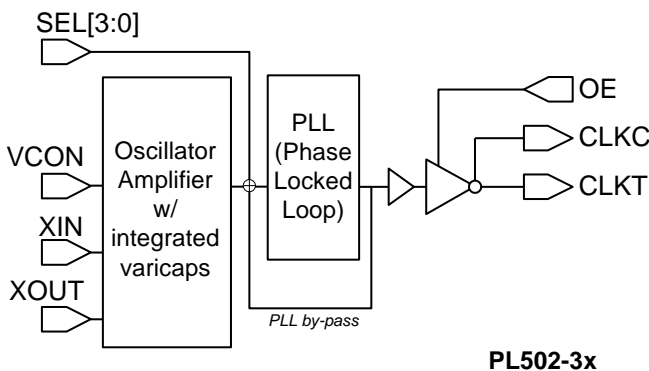 SEL[3:0]
VCON
XIN
XOUT
Oscillator
Amplifier
w/
integrated
varicaps
PLL
(Phase
Locked
Loop)
PLL by-pass
OE
CLKC
CLKT
PL502-3x